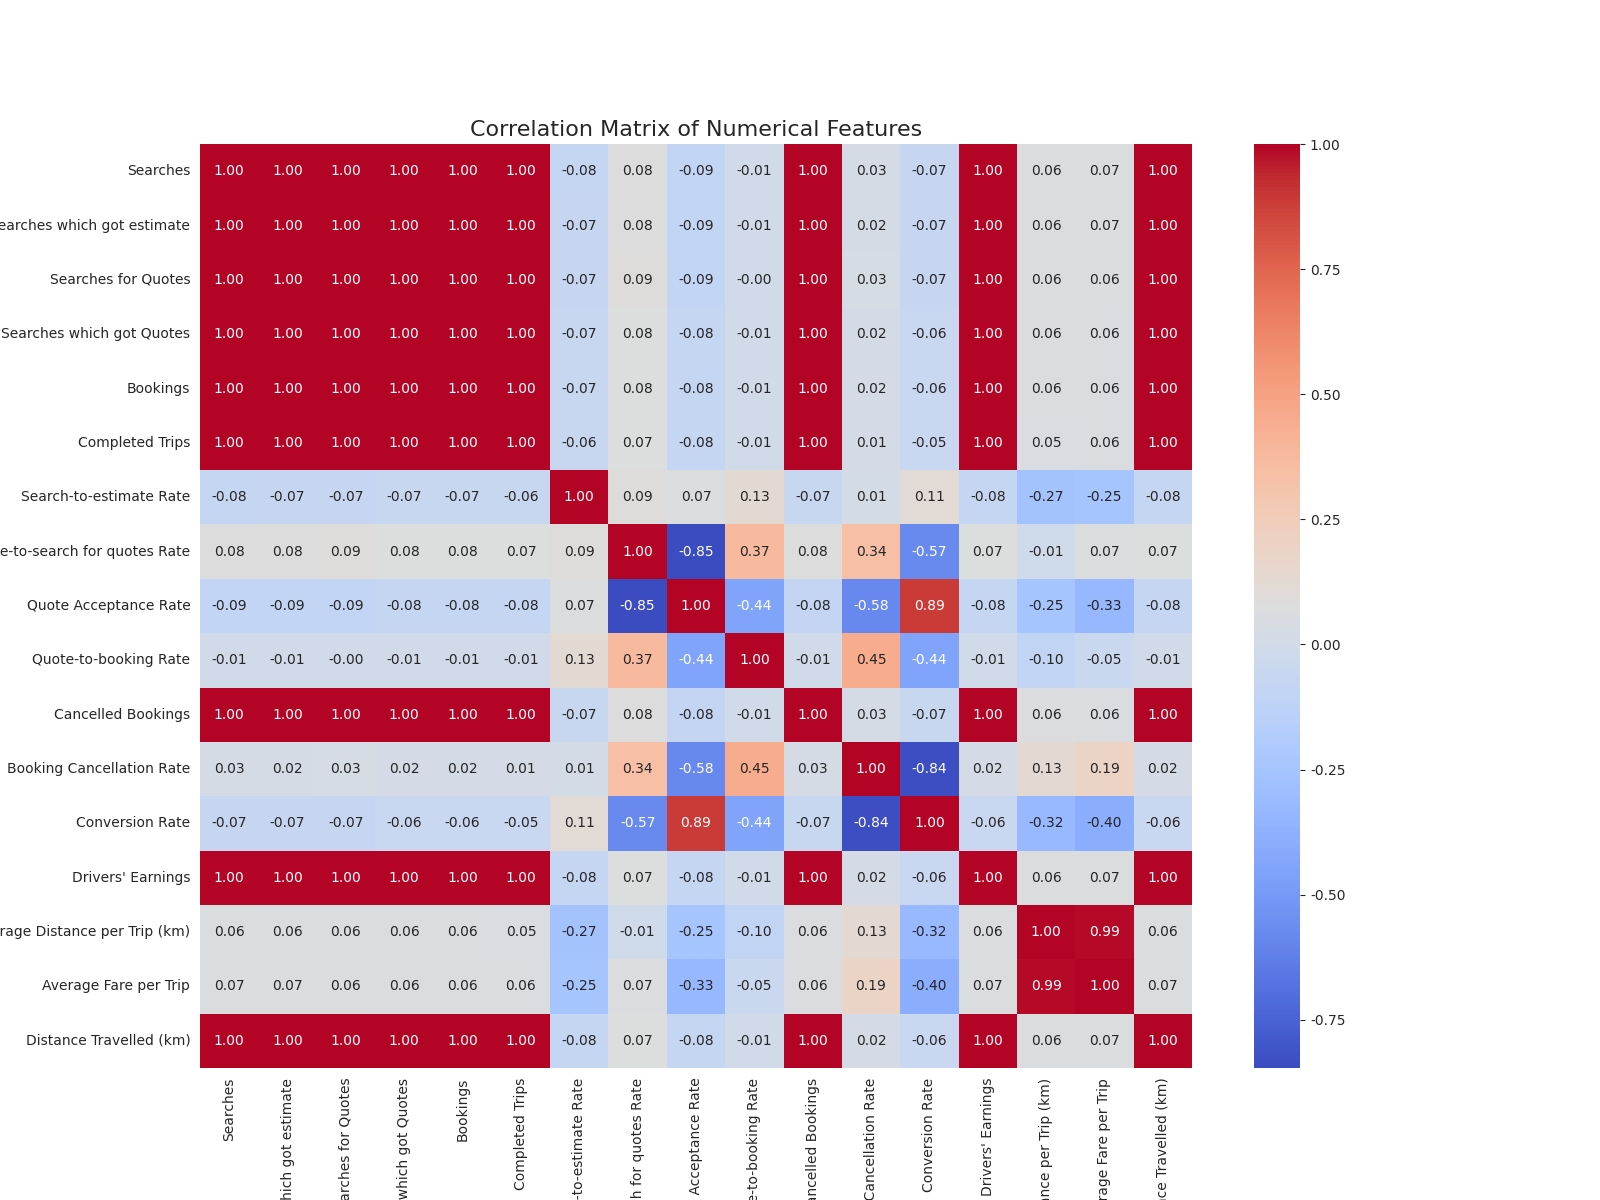 Correlation Matrix of Numerical Features
Searches 1.00 1.00 1.00 1.00 1.00 1.00 -0.08 0.08 -0.09 -0.01 1.00 0.03 -0.07 1.00 0.06 0.07 1.00
earches which got estimate 1.00 1.00 1.00 1.00 1.00 1.00 -0.07 0.08 -0.09 -0.01 1.00 0.02 -0.07 1.00 0.06 0.07 1.00
Searches for Quotes 1.00 1.00 1.00 1.00 1.00 1.00 -0.07 0.09 -0.09 -0.00 1.00 0.03 -0.07 1.00 0.06 0.06 1.00
Searches which got Quotes 1.00 1.00 1.00 1.00 1.00 1.00 -0.07 0.08 -0.08 -0.01 1.00 0.02 -0.06 1.00 0.06 0.06 1.00
Bookings 1.00 1.00 1.00 1.00 1.00 1.00 -0.07 0.08 -0.08 -0.01 1.00 0.02 -0.06 1.00 0.06 0.06 1.00
Completed Trips 1.00 1.00 1.00 1.00 1.00 1.00 -0.06 0.07 -0.08 -0.01 1.00 0.01 -0.05 1.00 0.05 0.06 1.00
Search-to-estimate Rate -0.08 -0.07 -0.07 -0.07 -0.07 -0.06 1.00 0.09 0.07 0.13 -0.07 0.01 0.11 -0.08 -0.27 -0.25 -0.08
e-to-search for quotes Rate 0.08 0.08 0.09 0.08 0.08 0.07 0.09 1.00 -0.85 0.37 0.08 0.34 -0.57 0.07 -0.01 0.07 0.07
Quote Acceptance Rate -0.09 -0.09 -0.09 -0.08 -0.08 -0.08 0.07 -0.85 1.00 -0.44 -0.08 -0.58 0.89 -0.08 -0.25 -0.33 -0.08
Quote-to-booking Rate -0.01 -0.01 -0.00 -0.01 -0.01 -0.01 0.13 0.37 -0.44 1.00 -0.01 0.45 -0.44 -0.01 -0.10 -0.05 -0.01
Cancelled Bookings 1.00 1.00 1.00 1.00 1.00 1.00 -0.07 0.08 -0.08 -0.01 1.00 0.03 -0.07 1.00 0.06 0.06 1.00
Booking Cancellation Rate 0.03 0.02 0.03 0.02 0.02 0.01 0.01 0.34 -0.58 0.45 0.03 1.00 -0.84 0.02 0.13 0.19 0.02
Conversion Rate -0.07 -0.07 -0.07 -0.06 -0.06 -0.05 0.11 -0.57 0.89 -0.44 -0.07 -0.84 1.00 -0.06 -0.32 -0.40 -0.06
Drivers' Earnings 1.00 1.00 1.00 1.00 1.00 1.00 -0.08 0.07 -0.08 -0.01 1.00 0.02 -0.06 1.00 0.06 0.07 1.00
rage Distance per Trip (km) 0.06 0.06 0.06 0.06 0.06 0.05 -0.27 -0.01 -0.25 -0.10 0.06 0.13 -0.32 0.06 1.00 0.99 0.06
Average Fare per Trip 0.07 0.07 0.06 0.06 0.06 0.06 -0.25 0.07 -0.33 -0.05 0.06 0.19 -0.40 0.07 0.99 1.00 0.07
Distance Travelled (km) 1.00 1.00 1.00 1.00 1.00 1.00 -0.08 0.07 -0.08 -0.01 1.00 0.02 -0.06 1.00 0.06 0.07 1.00
Searches
hich got estimate
arches for Quotes
which got Quotes
Bookings
Completed Trips
-to-estimate Rate
h for quotes Rate
Acceptance Rate
e-to-booking Rate
ancelled Bookings
Cancellation Rate
Conversion Rate
Drivers' Earnings
nce per Trip (km)
rage Fare per Trip
ce Travelled (km)
1.00
0.75
0.50
0.25
0.00
-0.25
-0.50
-0.75